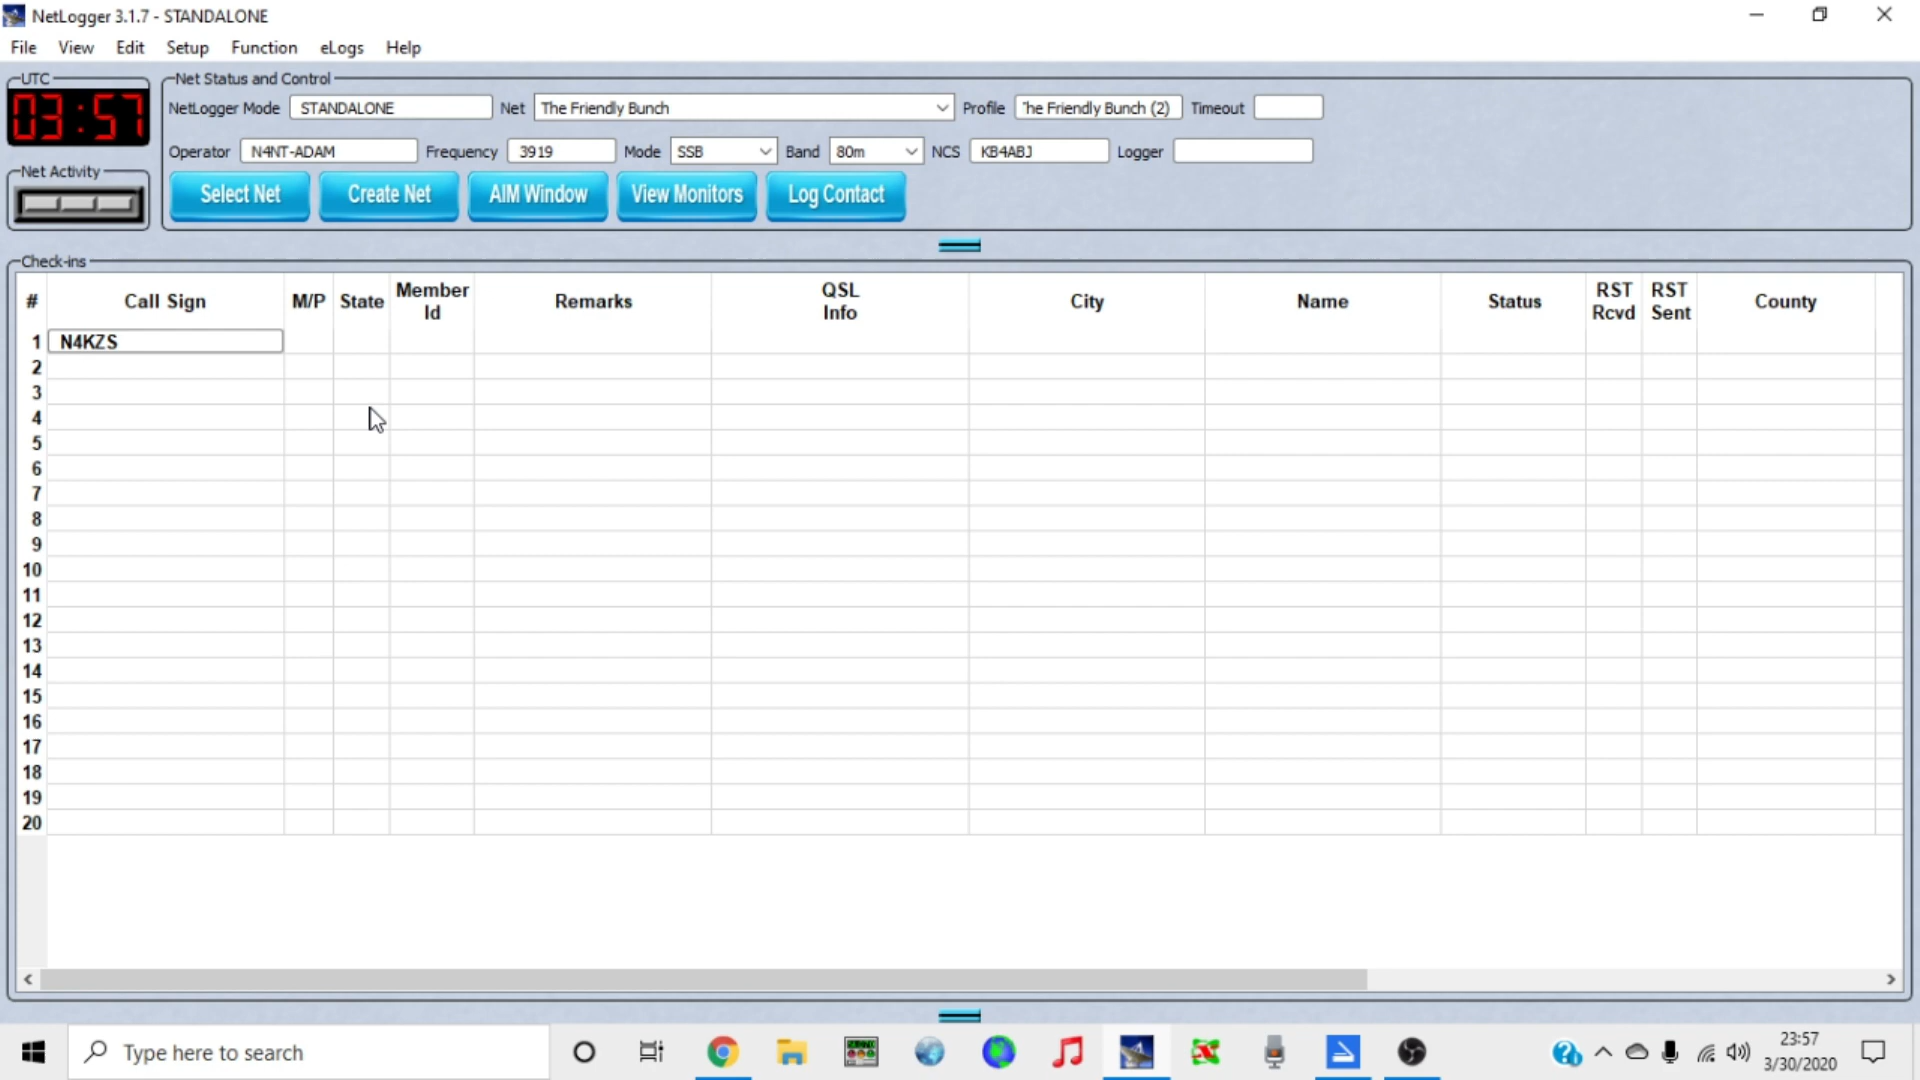 NetLogger 3.1.7 - STANDALONE
File View Edit Setup Function eLogs Help
UTC
03:57
Net Activity
Net Status and Control
NetLogger Mode STANDALONE Net The Friendly Bunch Profile 'he Friendly Bunch (2) Timeout
Operator N4NT-ADAM Frequency 3919 Mode SSB Band 80m NCS KB4ABJ Logger
Select Net Create Net AIM Window View Monitors Log Contact
Check-ins
# Call Sign M/P State Member Id Remarks QSL Info City Name Status RST Rcvd RST Sent County
1 N4KZS
2
3
4
5
6
7
8
9
10
11
12
13
14
15
16
17
18
19
20
Type here to search
23:57
3/30/2020